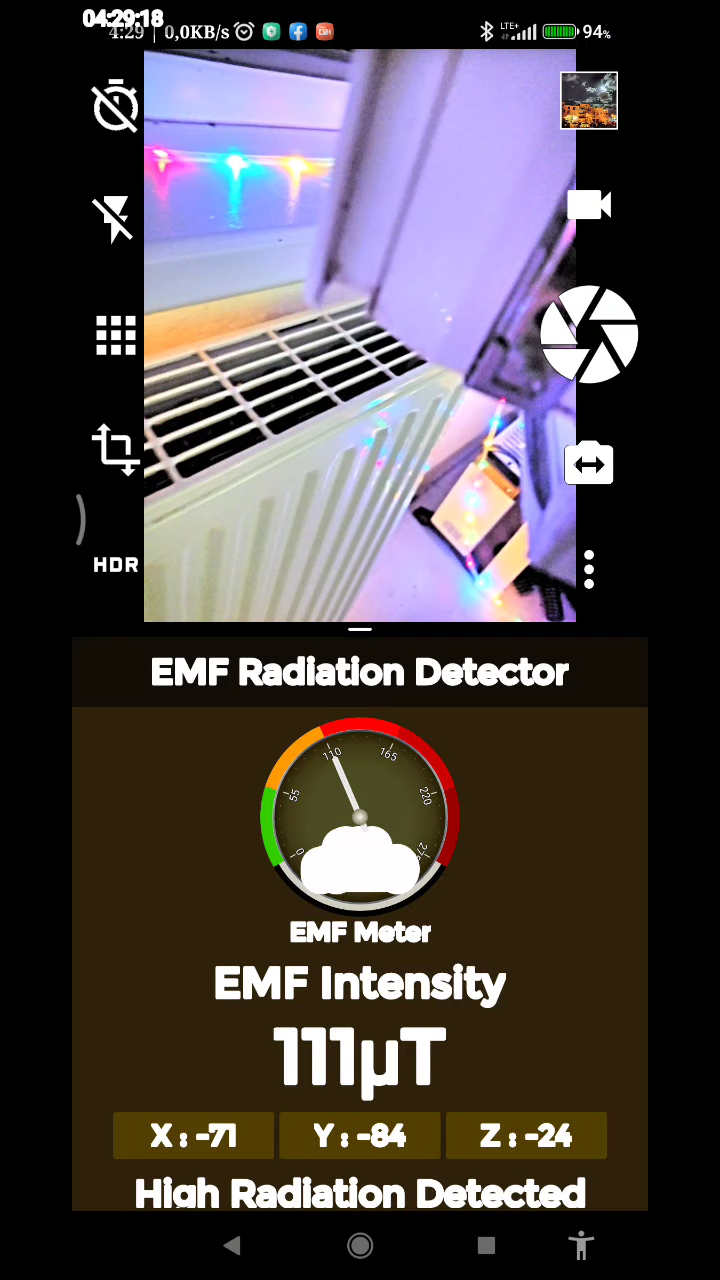 04:29:18
4:29 | 0,0KB/s LTE+ 94%
HDR
EMF Radiation Detector
0 55 110 165 220
EMF Meter
EMF Intensity
111µT
X : -71 Y : -84 Z : -24
High Radiation Detected